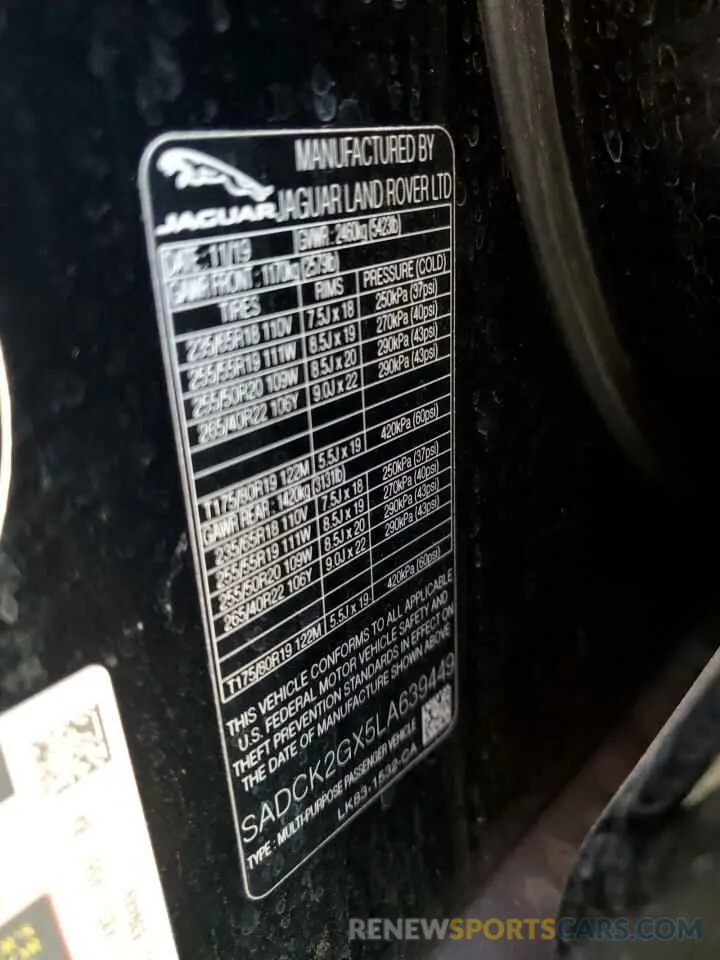 JAGUAR
MANUFACTURED BY
JAGUAR LAND ROVER LTD
DATE: 11/19 GVWR : 2460kg (5423lb)
GAWR FRONT : 1170kg (2579lb)
TIRES RIMS PRESSURE (COLD)
235/65R18 110V 7.5J x 18 250kPa (37psi)
255/55R19 111W 8.5J x 19 270kPa (40psi)
255/50R20 109W 8.5J x 20 290kPa (43psi)
265/40R22 106Y 9.0J x 22 290kPa (43psi)
T175/80R19 122M 5.5J x 19 420kPa (60psi)
GAWR REAR : 1420kg (3131lb)
235/65R18 110V 7.5J x 18 250kPa (37psi)
255/55R19 111W 8.5J x 19 270kPa (40psi)
255/50R20 109W 8.5J x 20 290kPa (43psi)
265/40R22 106Y 9.0J x 22 290kPa (43psi)
T175/80R19 122M 5.5J x 19 420kPa (60psi)
THIS VEHICLE CONFORMS TO ALL APPLICABLE
U.S. FEDERAL MOTOR VEHICLE SAFETY AND
THEFT PREVENTION STANDARDS IN EFFECT ON
THE DATE OF MANUFACTURE SHOWN ABOVE
SADCK2GX5LA639449
TYPE : MULTI-PURPOSE PASSENGER VEHICLE
LK83-1532-CA
RENEWSPORTSCARS.COM